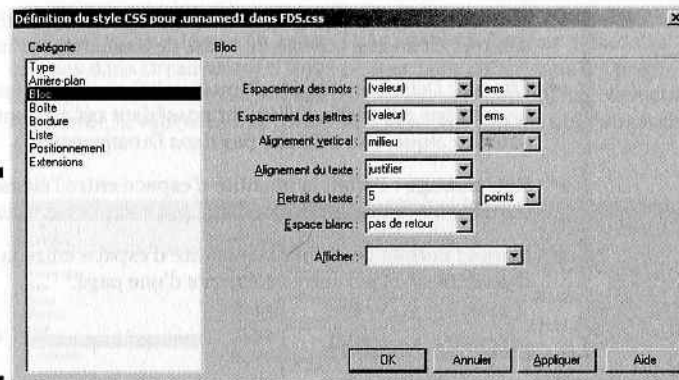 Définition du style CSS pour .unnamed1 dans FDS.css
Catégorie
Type
Arrière-plan
Bloc
Boîte
Bordure
Liste
Positionnement
Extensions
Bloc
Espacement des mots : (valeur) ems
Espacement des lettres : (valeur) ems
Alignement vertical : milieu
Alignement du texte : justifier
Retrait du texte : 5 points
Espace blanc : pas de retour
Afficher :
OK Annuler Appliquer Aide